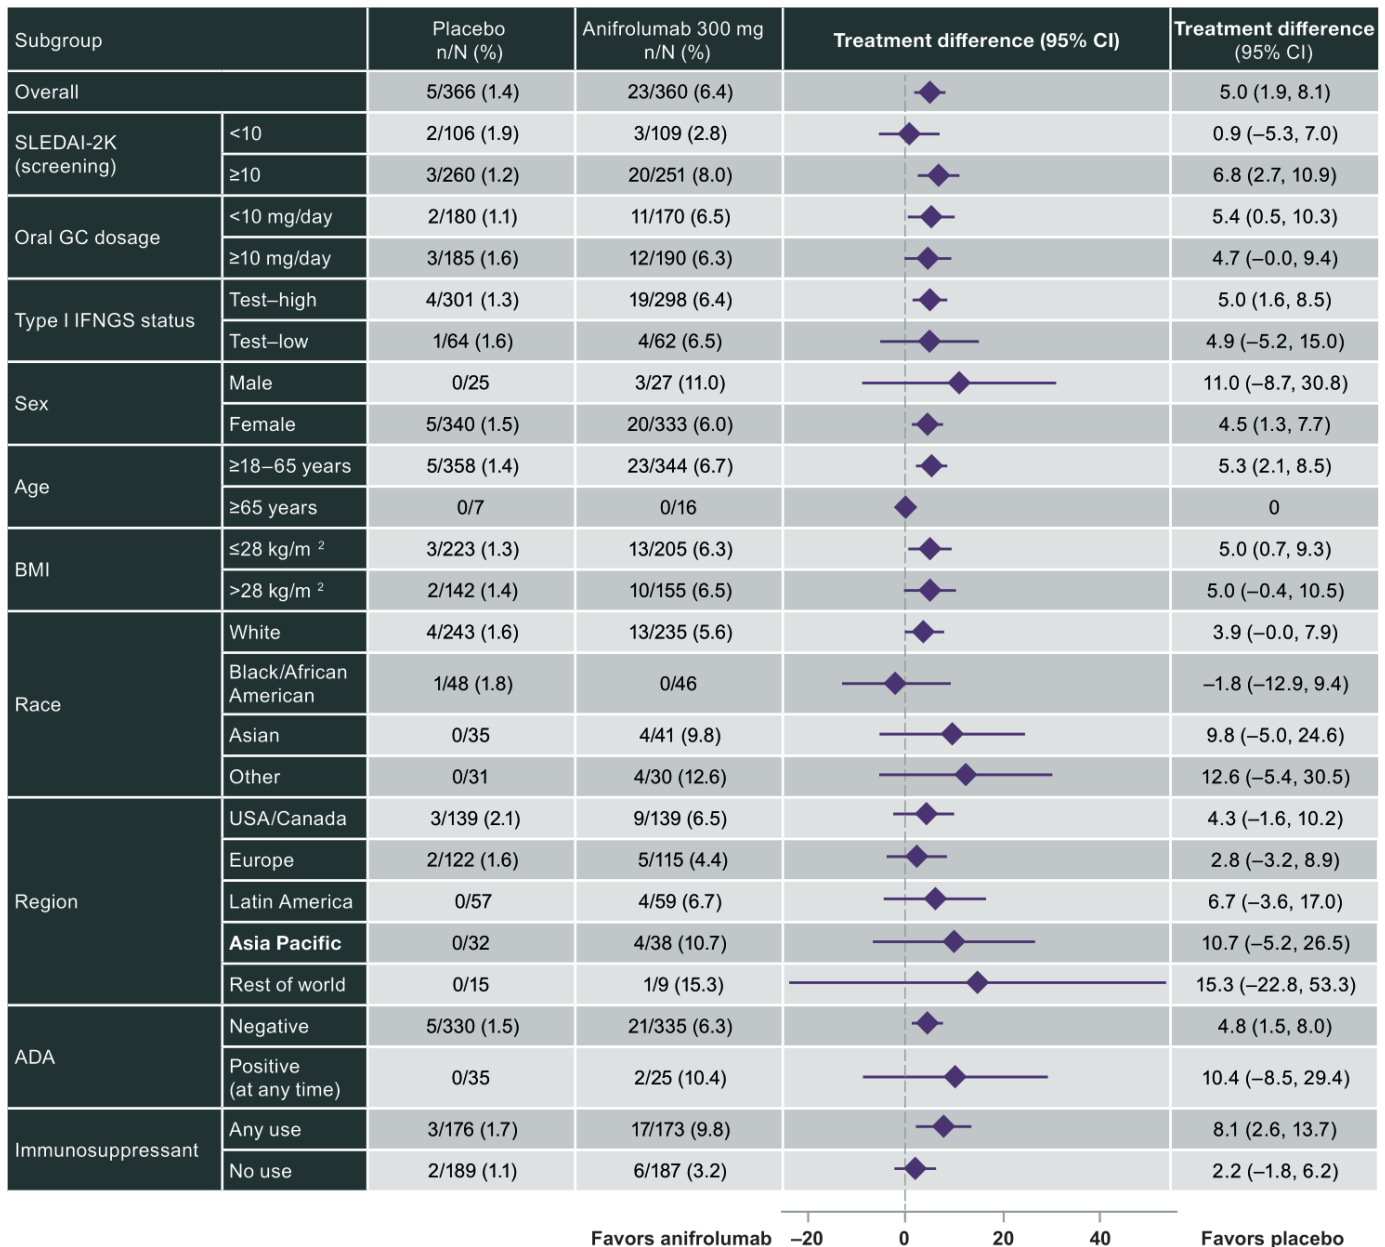 Subgroup Placebo n/N (%) Anifrolumab 300 mg n/N (%) Treatment difference (95% CI) Treatment difference (95% CI)
Overall 5/366 (1.4) 23/360 (6.4) 5.0 (1.9, 8.1)
SLEDAI-2K (screening) <10 2/106 (1.9) 3/109 (2.8) 0.9 (–5.3, 7.0)
≥10 3/260 (1.2) 20/251 (8.0) 6.8 (2.7, 10.9)
Oral GC dosage <10 mg/day 2/180 (1.1) 11/170 (6.5) 5.4 (0.5, 10.3)
≥10 mg/day 3/185 (1.6) 12/190 (6.3) 4.7 (–0.0, 9.4)
Type I IFNGS status Test–high 4/301 (1.3) 19/298 (6.4) 5.0 (1.6, 8.5)
Test–low 1/64 (1.6) 4/62 (6.5) 4.9 (–5.2, 15.0)
Sex Male 0/25 3/27 (11.0) 11.0 (–8.7, 30.8)
Female 5/340 (1.5) 20/333 (6.0) 4.5 (1.3, 7.7)
Age ≥18–65 years 5/358 (1.4) 23/344 (6.7) 5.3 (2.1, 8.5)
≥65 years 0/7 0/16 0
BMI ≤28 kg/m ² 3/223 (1.3) 13/205 (6.3) 5.0 (0.7, 9.3)
>28 kg/m ² 2/142 (1.4) 10/155 (6.5) 5.0 (–0.4, 10.5)
Race White 4/243 (1.6) 13/235 (5.6) 3.9 (–0.0, 7.9)
Black/African American 1/48 (1.8) 0/46 –1.8 (–12.9, 9.4)
Asian 0/35 4/41 (9.8) 9.8 (–5.0, 24.6)
Other 0/31 4/30 (12.6) 12.6 (–5.4, 30.5)
Region USA/Canada 3/139 (2.1) 9/139 (6.5) 4.3 (–1.6, 10.2)
Europe 2/122 (1.6) 5/115 (4.4) 2.8 (–3.2, 8.9)
Latin America 0/57 4/59 (6.7) 6.7 (–3.6, 17.0)
Asia Pacific 0/32 4/38 (10.7) 10.7 (–5.2, 26.5)
Rest of world 0/15 1/9 (15.3) 15.3 (–22.8, 53.3)
ADA Negative 5/330 (1.5) 21/335 (6.3) 4.8 (1.5, 8.0)
Positive (at any time) 0/35 2/25 (10.4) 10.4 (–8.5, 29.4)
Immunosuppressant Any use 3/176 (1.7) 17/173 (9.8) 8.1 (2.6, 13.7)
No use 2/189 (1.1) 6/187 (3.2) 2.2 (–1.8, 6.2)
Favors anifrolumab –20 0 20 40 Favors placebo